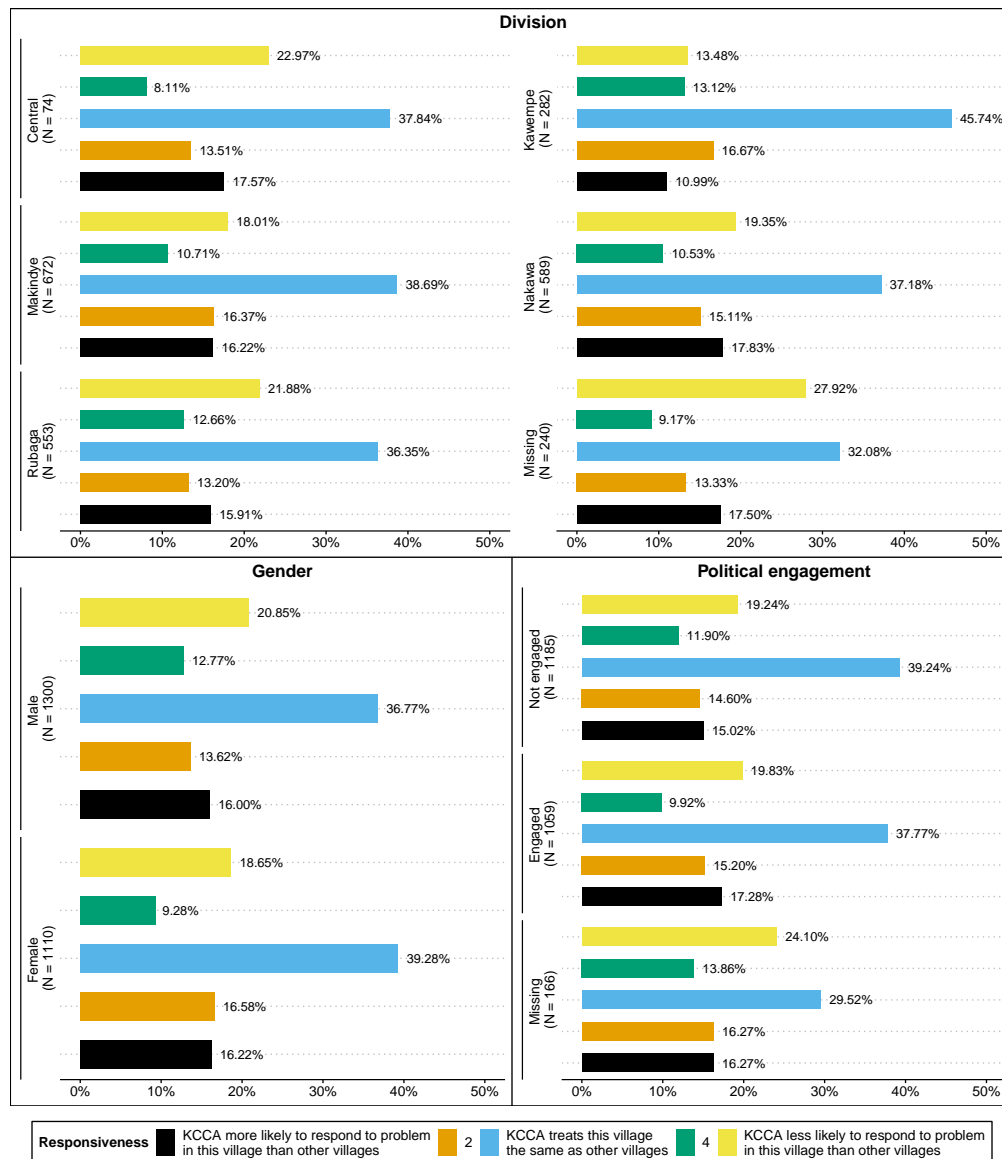 Division
Central
(N = 74)
22.97%
8.11%
37.84%
13.51%
17.57%
Makindye
(N = 672)
18.01%
10.71%
38.69%
16.37%
16.22%
Rubaga
(N = 553)
21.88%
12.66%
36.35%
13.20%
15.91%
0% 10% 20% 30% 40% 50%
Kawempe
(N = 282)
13.48%
13.12%
45.74%
16.67%
10.99%
Nakawa
(N = 589)
19.35%
10.53%
37.18%
15.11%
17.83%
Missing
(N = 240)
27.92%
9.17%
32.08%
13.33%
17.50%
0% 10% 20% 30% 40% 50%
Gender
Male
(N = 1300)
20.85%
12.77%
36.77%
13.62%
16.00%
Female
(N = 1110)
18.65%
9.28%
39.28%
16.58%
16.22%
0% 10% 20% 30% 40% 50%
Political engagement
Not engaged
(N = 1185)
19.24%
11.90%
39.24%
14.60%
15.02%
Engaged
(N = 1059)
19.83%
9.92%
37.77%
15.20%
17.28%
Missing
(N = 166)
24.10%
13.86%
29.52%
16.27%
16.27%
0% 10% 20% 30% 40% 50%
Responsiveness
KCCA more likely to respond to problem
in this village than other villages
2
KCCA treats this village
the same as other villages
4
KCCA less likely to respond to problem
in this village than other villages